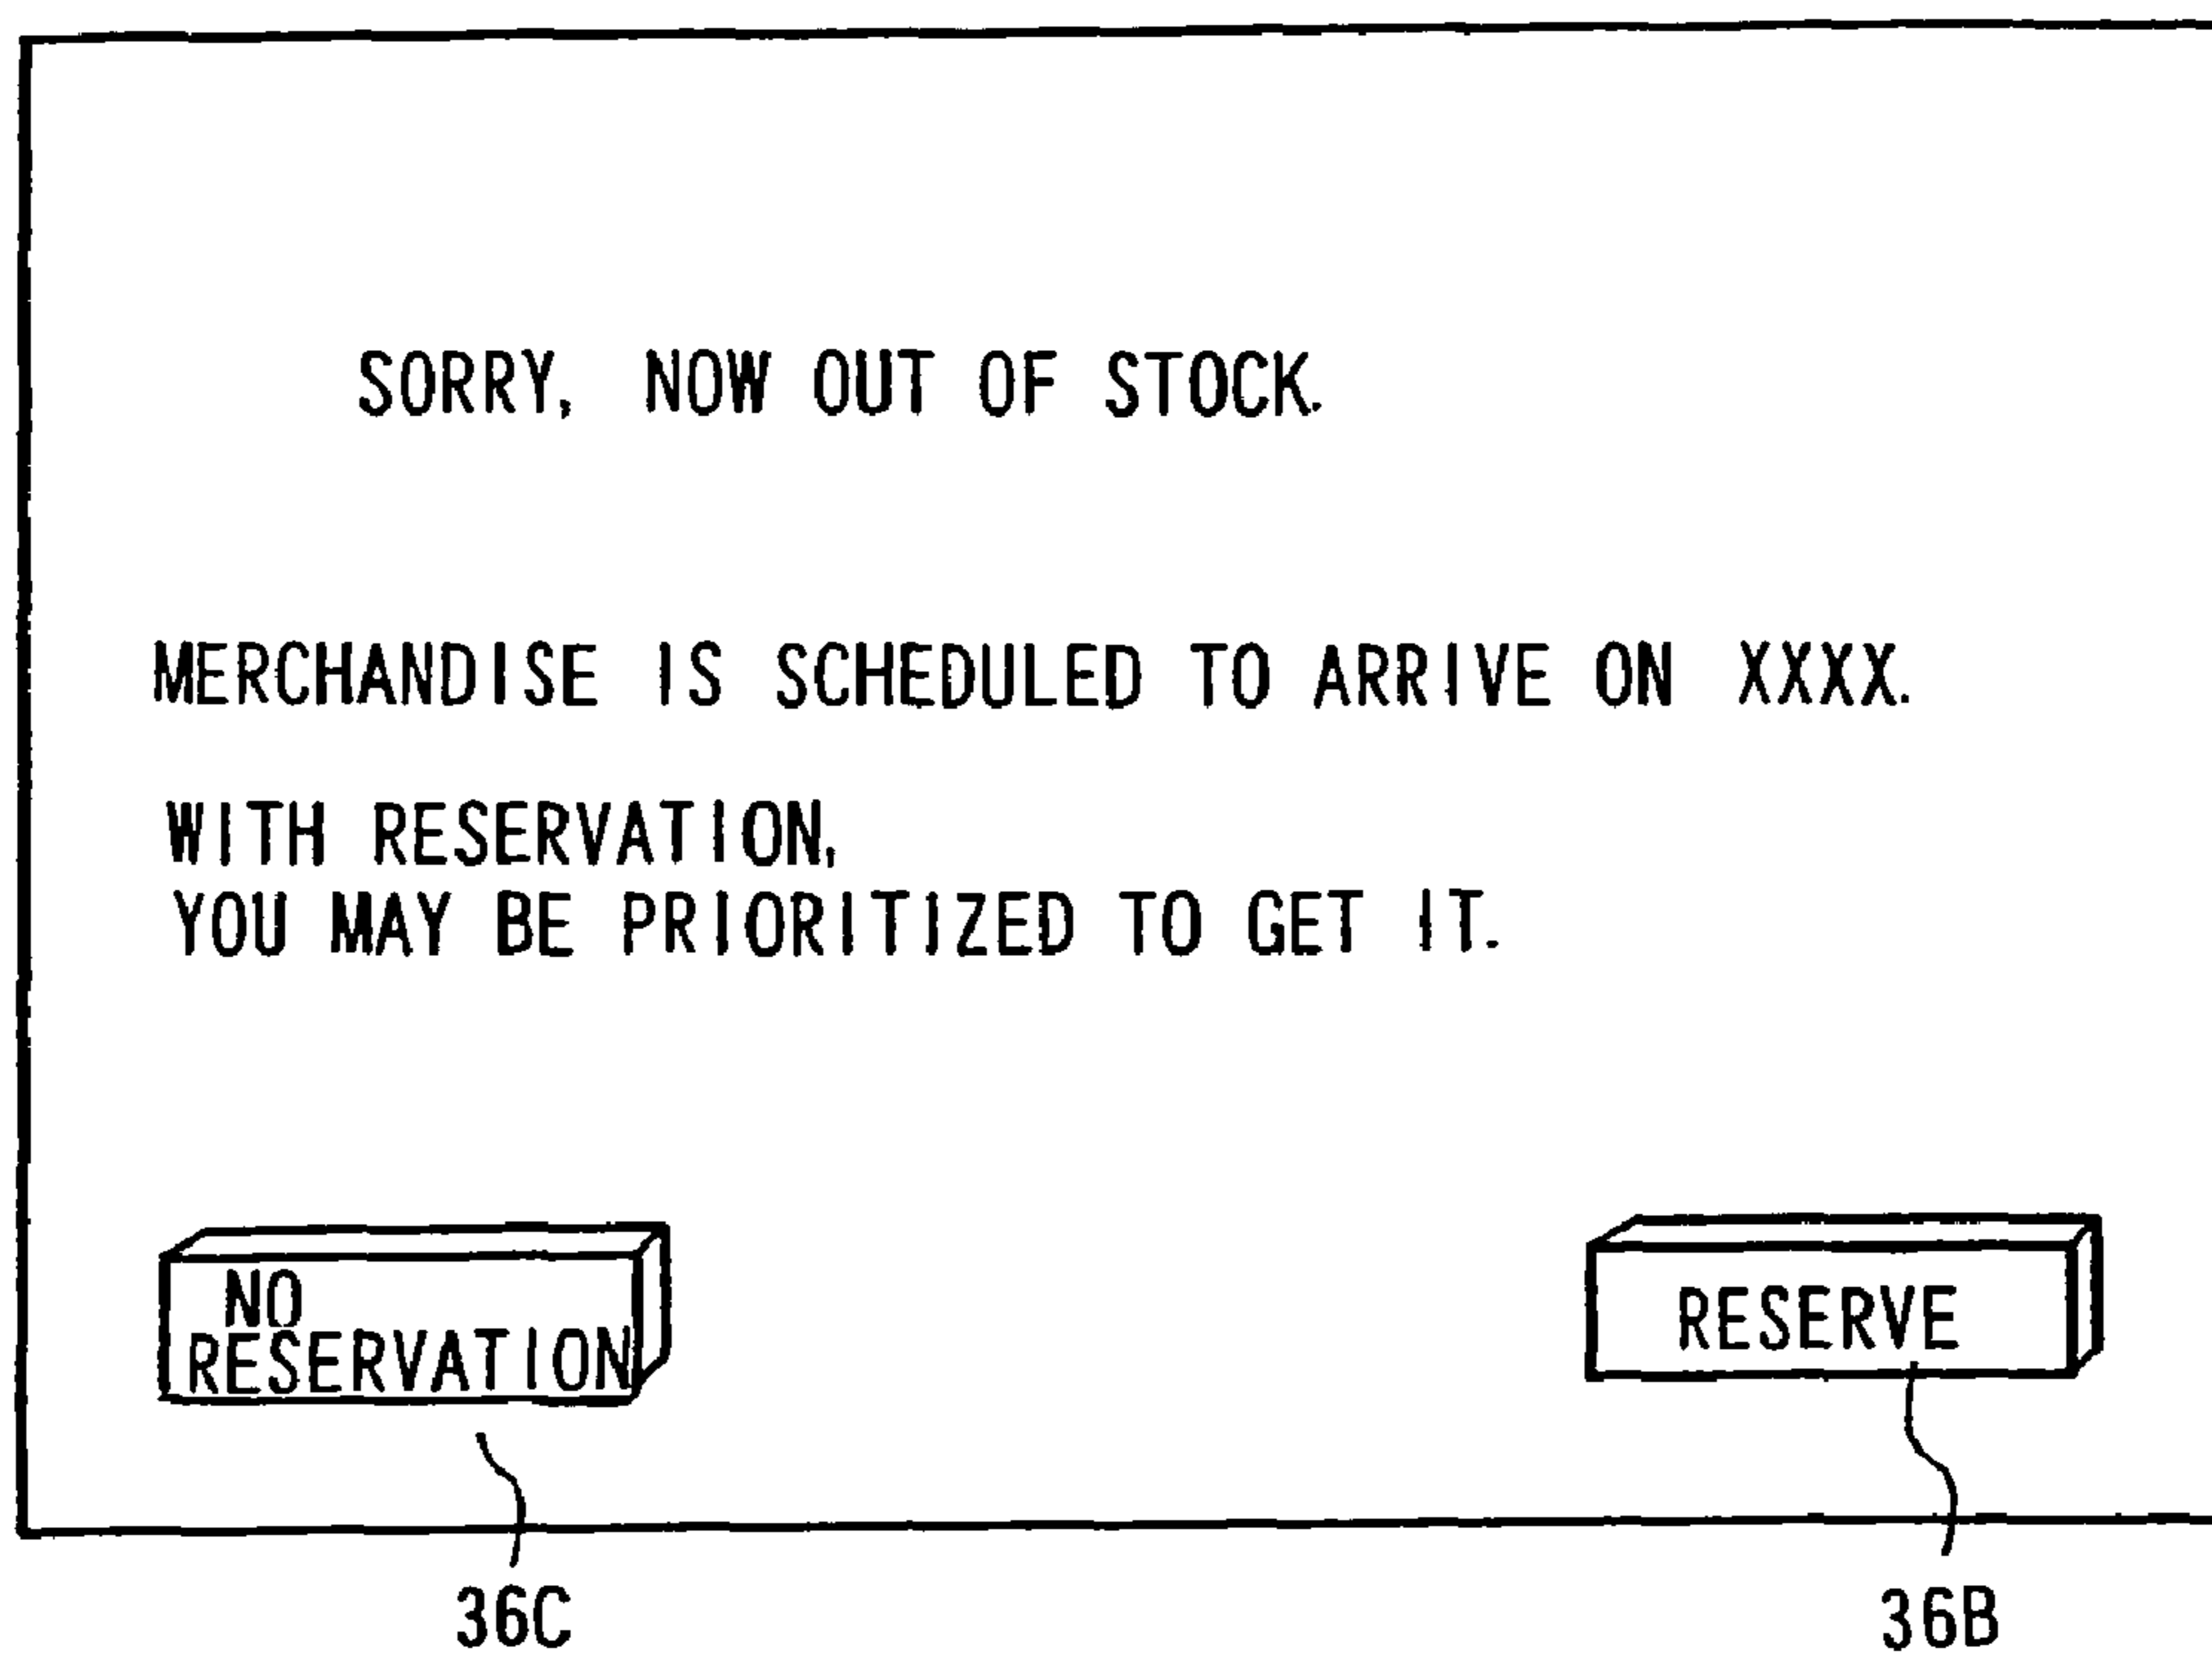 SORRY, NOW OUT OF STOCK.
MERCHANDISE IS SCHEDULED TO ARRIVE ON XXXX.
WITH RESERVATION,
YOU MAY BE PRIORITIZED TO GET IT.
NO
RESERVATION
RESERVE
36C
36B